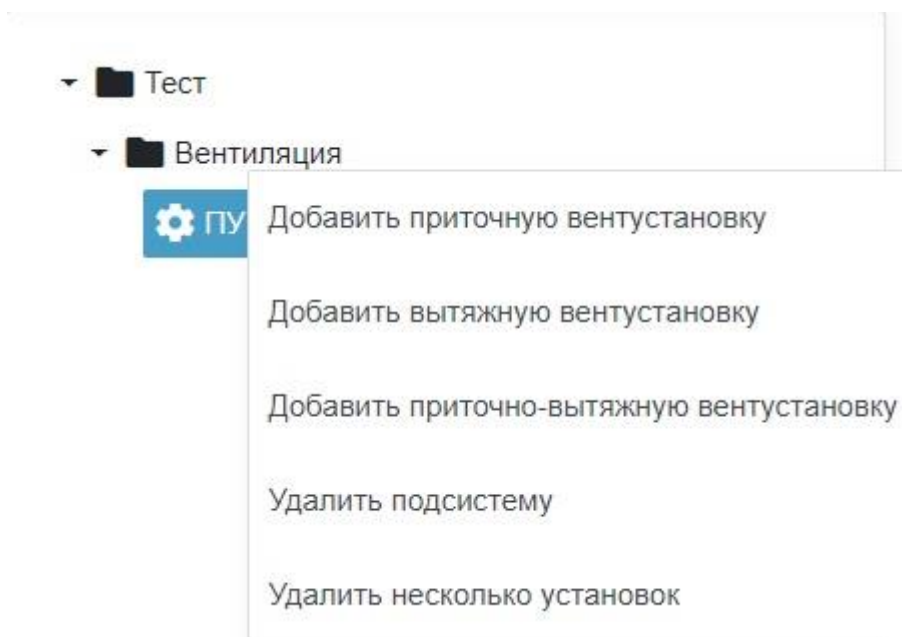 Тест
Вентиляция
ПУ
Добавить приточную вентустановку
Добавить вытяжную вентустановку
Добавить приточно-вытяжную вентустановку
Удалить подсистему
Удалить несколько установок